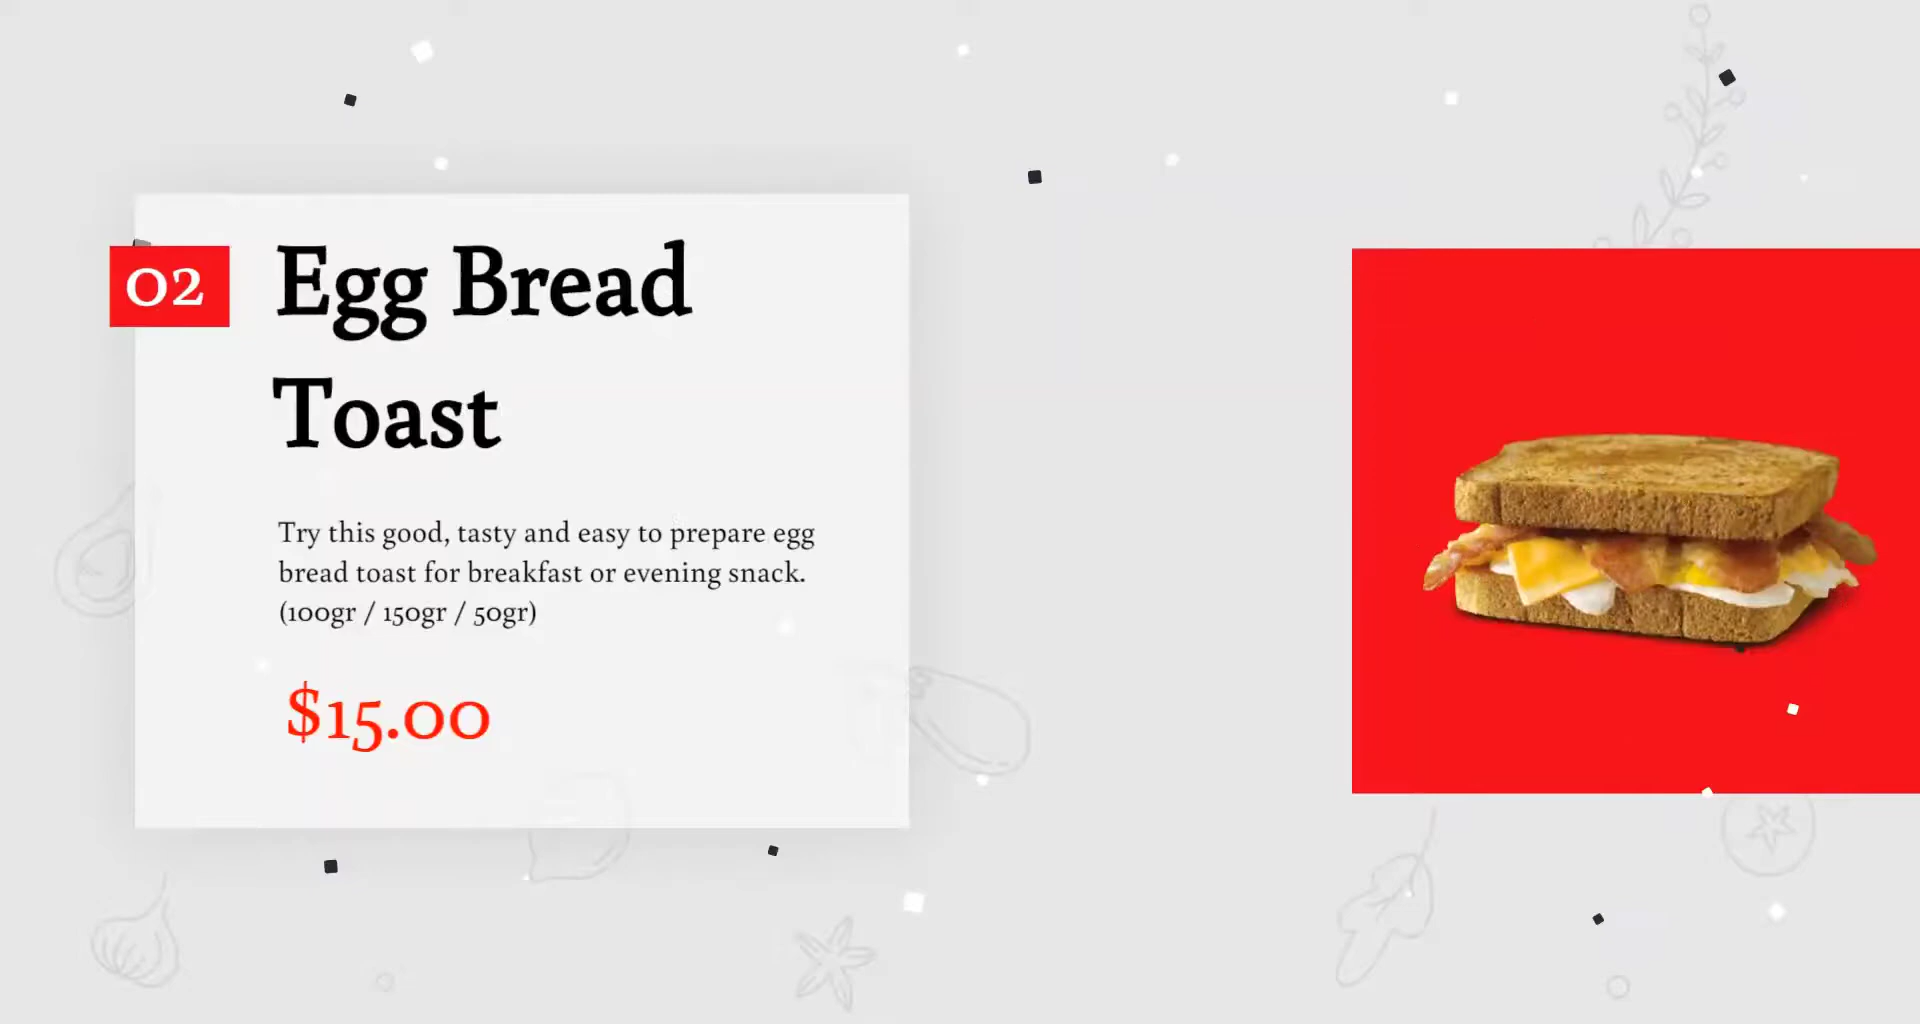 02
Egg Bread
Toast
Try this good, tasty and easy to prepare egg
bread toast for breakfast or evening snack.
(100gr / 150gr / 50gr)
$15.00